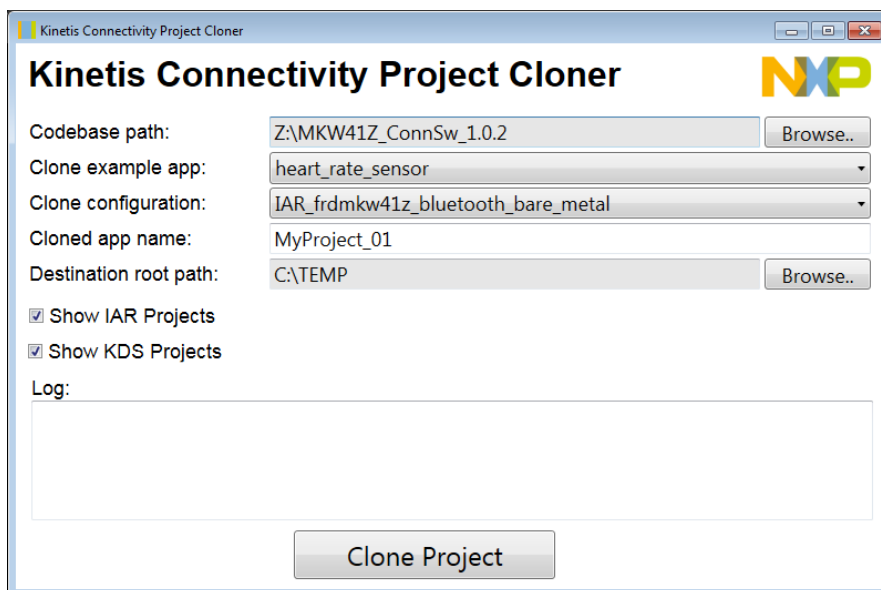 Kinetis Connectivity Project Cloner
Kinetis Connectivity Project Cloner NXP
Codebase path: Z:\MKW41Z_ConnSw_1.0.2 Browse..
Clone example app: heart_rate_sensor
Clone configuration: IAR_frdmkw41z_bluetooth_bare_metal
Cloned app name: MyProject_01
Destination root path: C:\TEMP Browse..
Show IAR Projects
Show KDS Projects
Log:
Clone Project